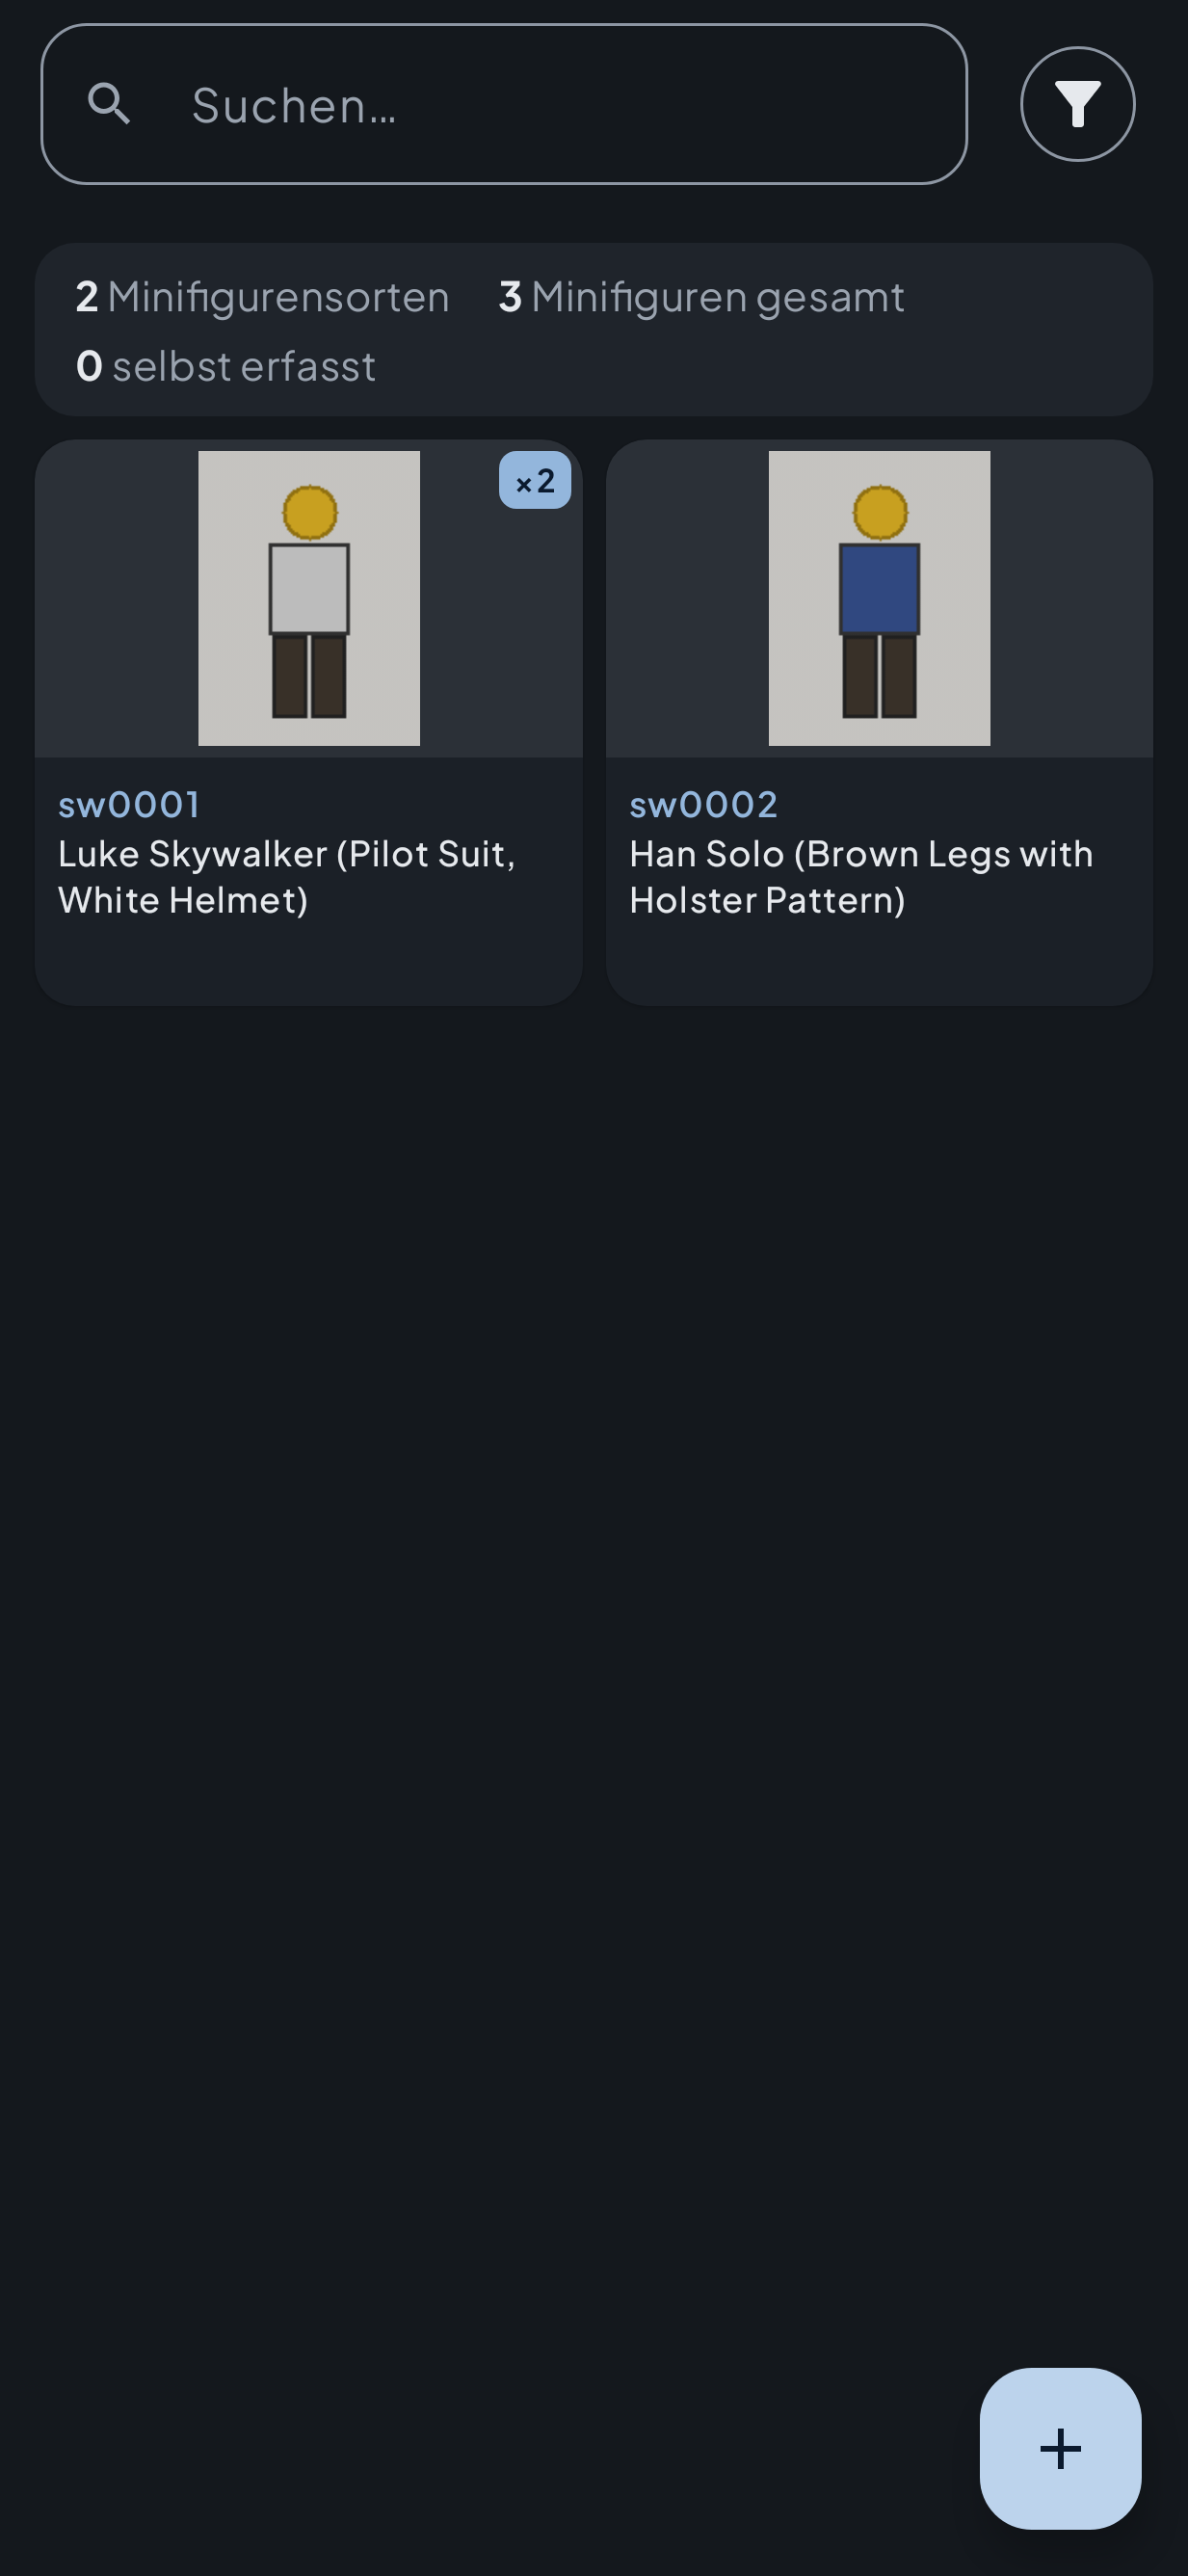 Suchen…
2 Minifigurensorten 3 Minifiguren gesamt
0 selbst erfasst
×2
sw0001
Luke Skywalker (Pilot Suit,
White Helmet)
sw0002
Han Solo (Brown Legs with
Holster Pattern)